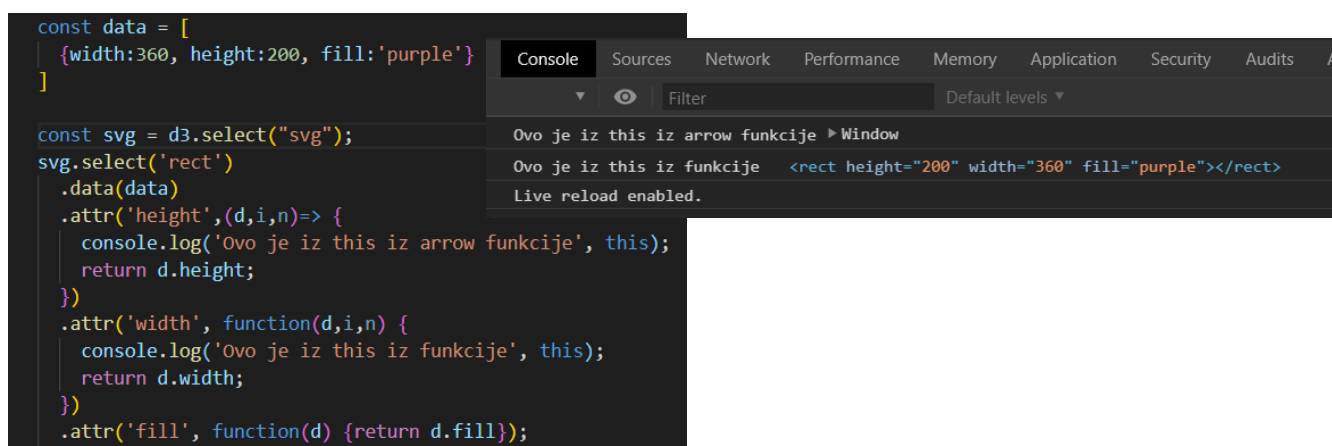 const data = [
{width:360, height:200, fill:'purple'}
]
const svg = d3.select("svg");
svg.select('rect')
.data(data)
.attr('height',(d,i,n)=> {
console.log('Ovo je iz this iz arrow funkcije', this);
return d.height;
})
.attr('width', function(d,i,n) {
console.log('Ovo je iz this iz funkcije', this);
return d.width;
})
.attr('fill', function(d) {return d.fill});
Console Sources Network Performance Memory Application Security Audits
Filter Default levels ▼
Ovo je iz this iz arrow funkcije ▶Window
Ovo je iz this iz funkcije <rect height="200" width="360" fill="purple"></rect>
Live reload enabled.